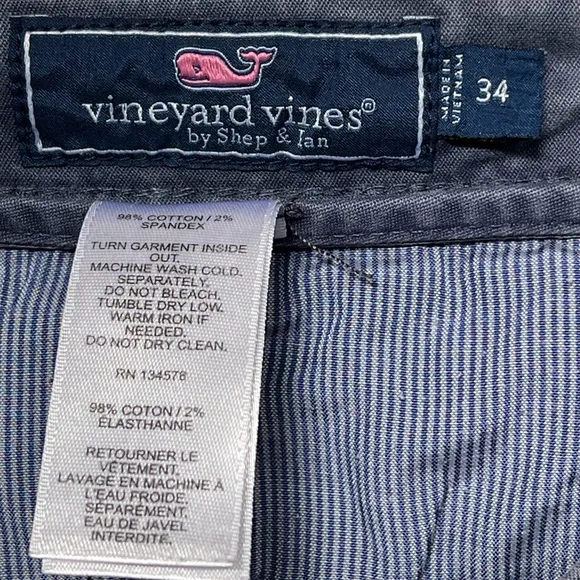 vineyard vines®
by Shep & Ian
MADE IN
VIETNAM
34
98% COTTON / 2%
SPANDEX
TURN GARMENT INSIDE
OUT.
MACHINE WASH COLD.
SEPARATELY.
DO NOT BLEACH.
TUMBLE DRY LOW.
WARM IRON IF
NEEDED.
DO NOT DRY CLEAN.
RN 134578
98% COTON / 2%
ÉLASTHANNE
RETOURNER LE
VÊTEMENT.
LAVAGE EN MACHINE À
L'EAU FROIDE.
SÉPARÉMENT.
EAU DE JAVEL
INTERDITE.